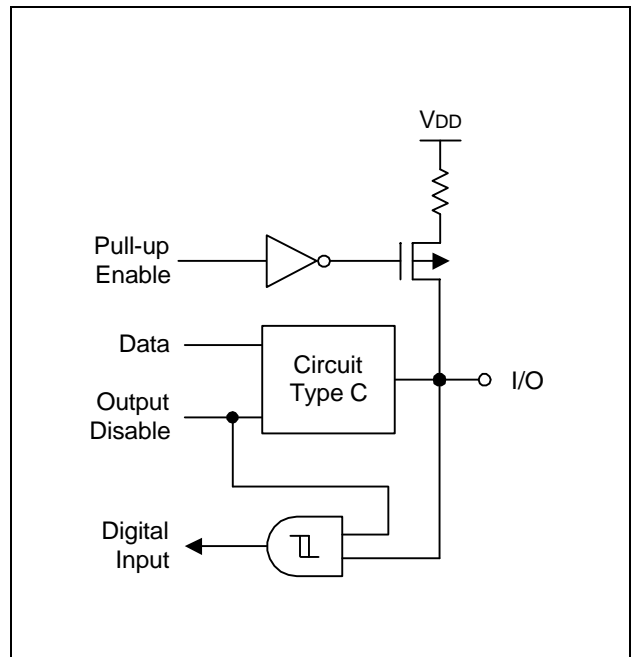 VDD
Pull-up
Enable
Data
Circuit
Type C
I/O
Output
Disable
Digital
Input